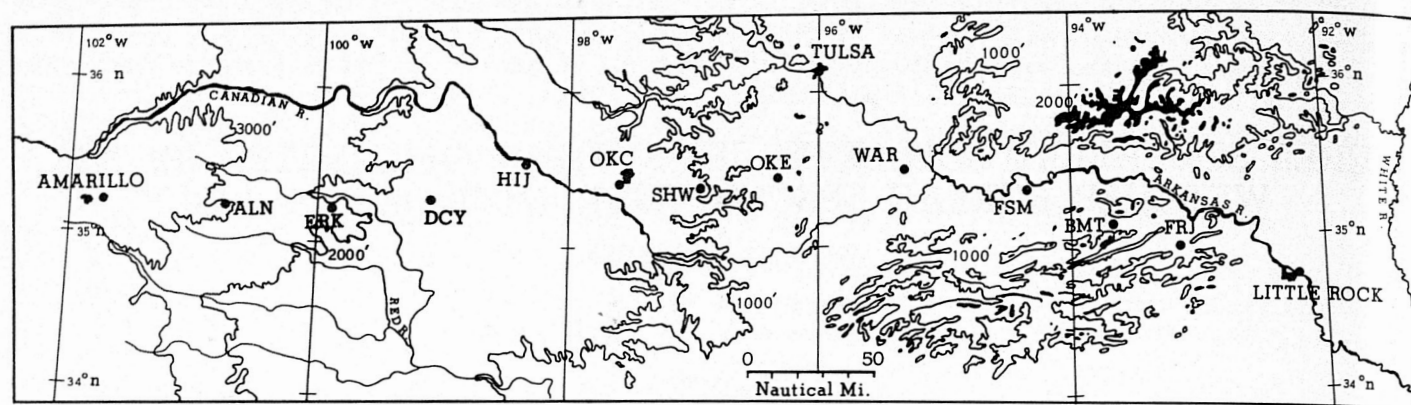 102°W
100°W
98°W
96°W
94°W
92°W
TULSA
1000′
36 n
36°n
CANADIAN R.
2000′
3000′
2°
AMARILLO
OKC
OKE
WAR
HIJ
SHW
WHITE R.
ALN
ERK
DCY
FSM
ARKANSAS R.
35°n
2000′
BMT
FRJ
35°n
1000′
RED R.
1000′
LITTLE ROCK
0 50
Nautical Mi.
34°n
34°n